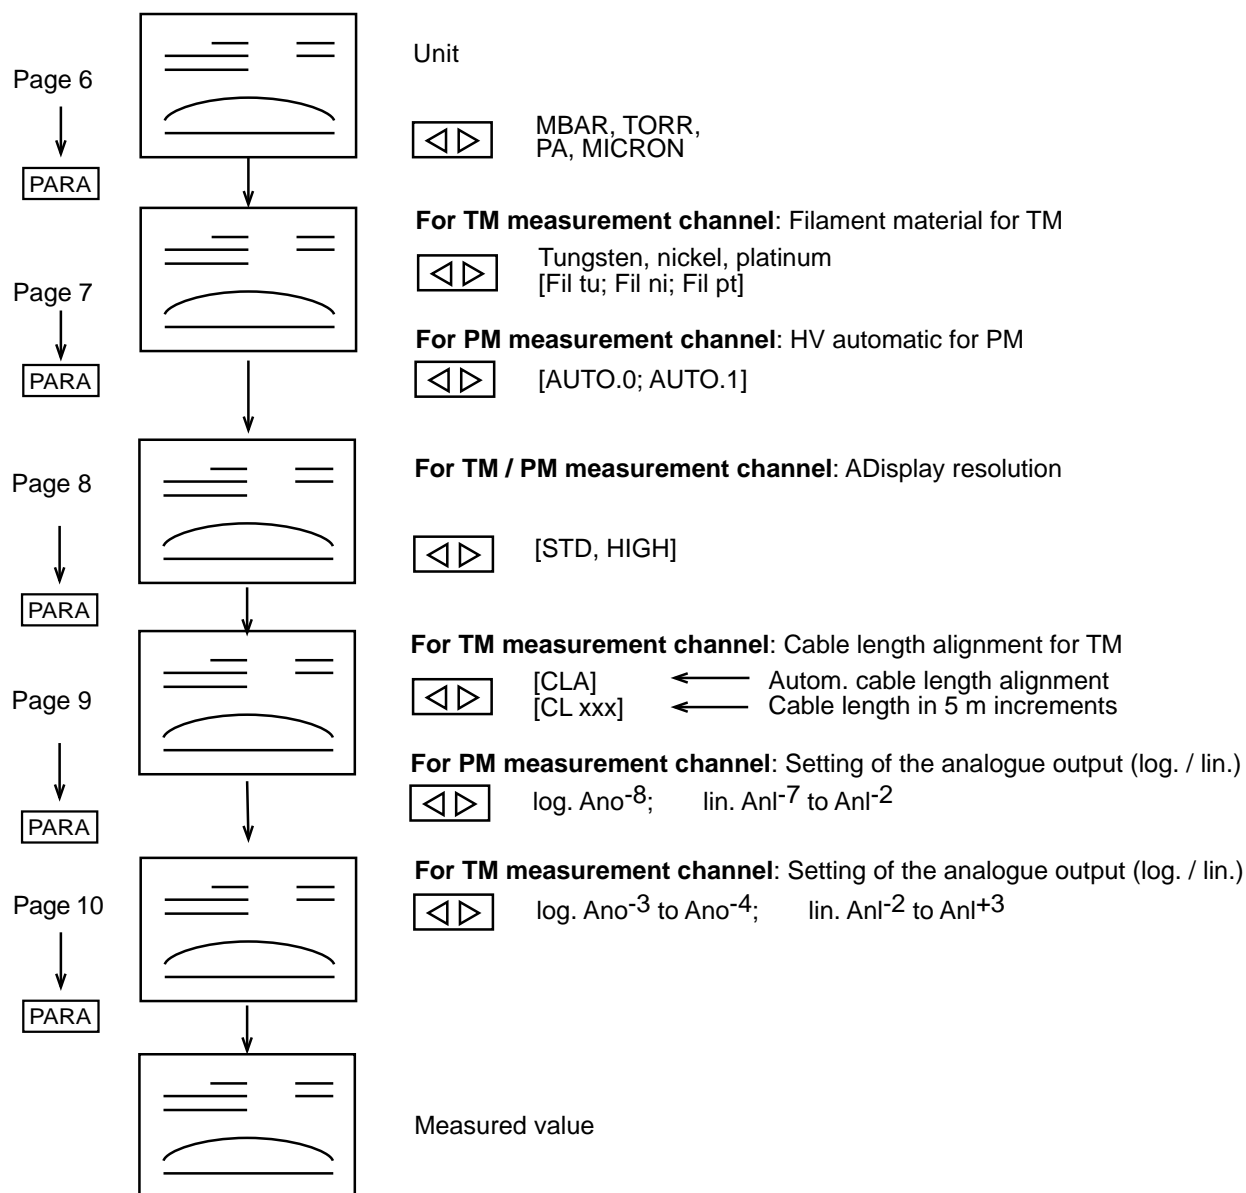 Unit
Page 6
MBAR, TORR,
PA, MICRON
PARA
For TM measurement channel: Filament material for TM
Tungsten, nickel, platinum
[Fil tu; Fil ni; Fil pt]
Page 7
For PM measurement channel: HV automatic for PM
PARA
[AUTO.0; AUTO.1]
For TM / PM measurement channel: ADisplay resolution
Page 8
[STD, HIGH]
PARA
For TM measurement channel: Cable length alignment for TM
[CLA] Autom. cable length alignment
[CL xxx] Cable length in 5 m increments
Page 9
For PM measurement channel: Setting of the analogue output (log. / lin.)
log. Ano-8; lin. Anl-7 to Anl-2
PARA
For TM measurement channel: Setting of the analogue output (log. / lin.)
Page 10
log. Ano-3 to Ano-4; lin. Anl-2 to Anl+3
PARA
Measured value